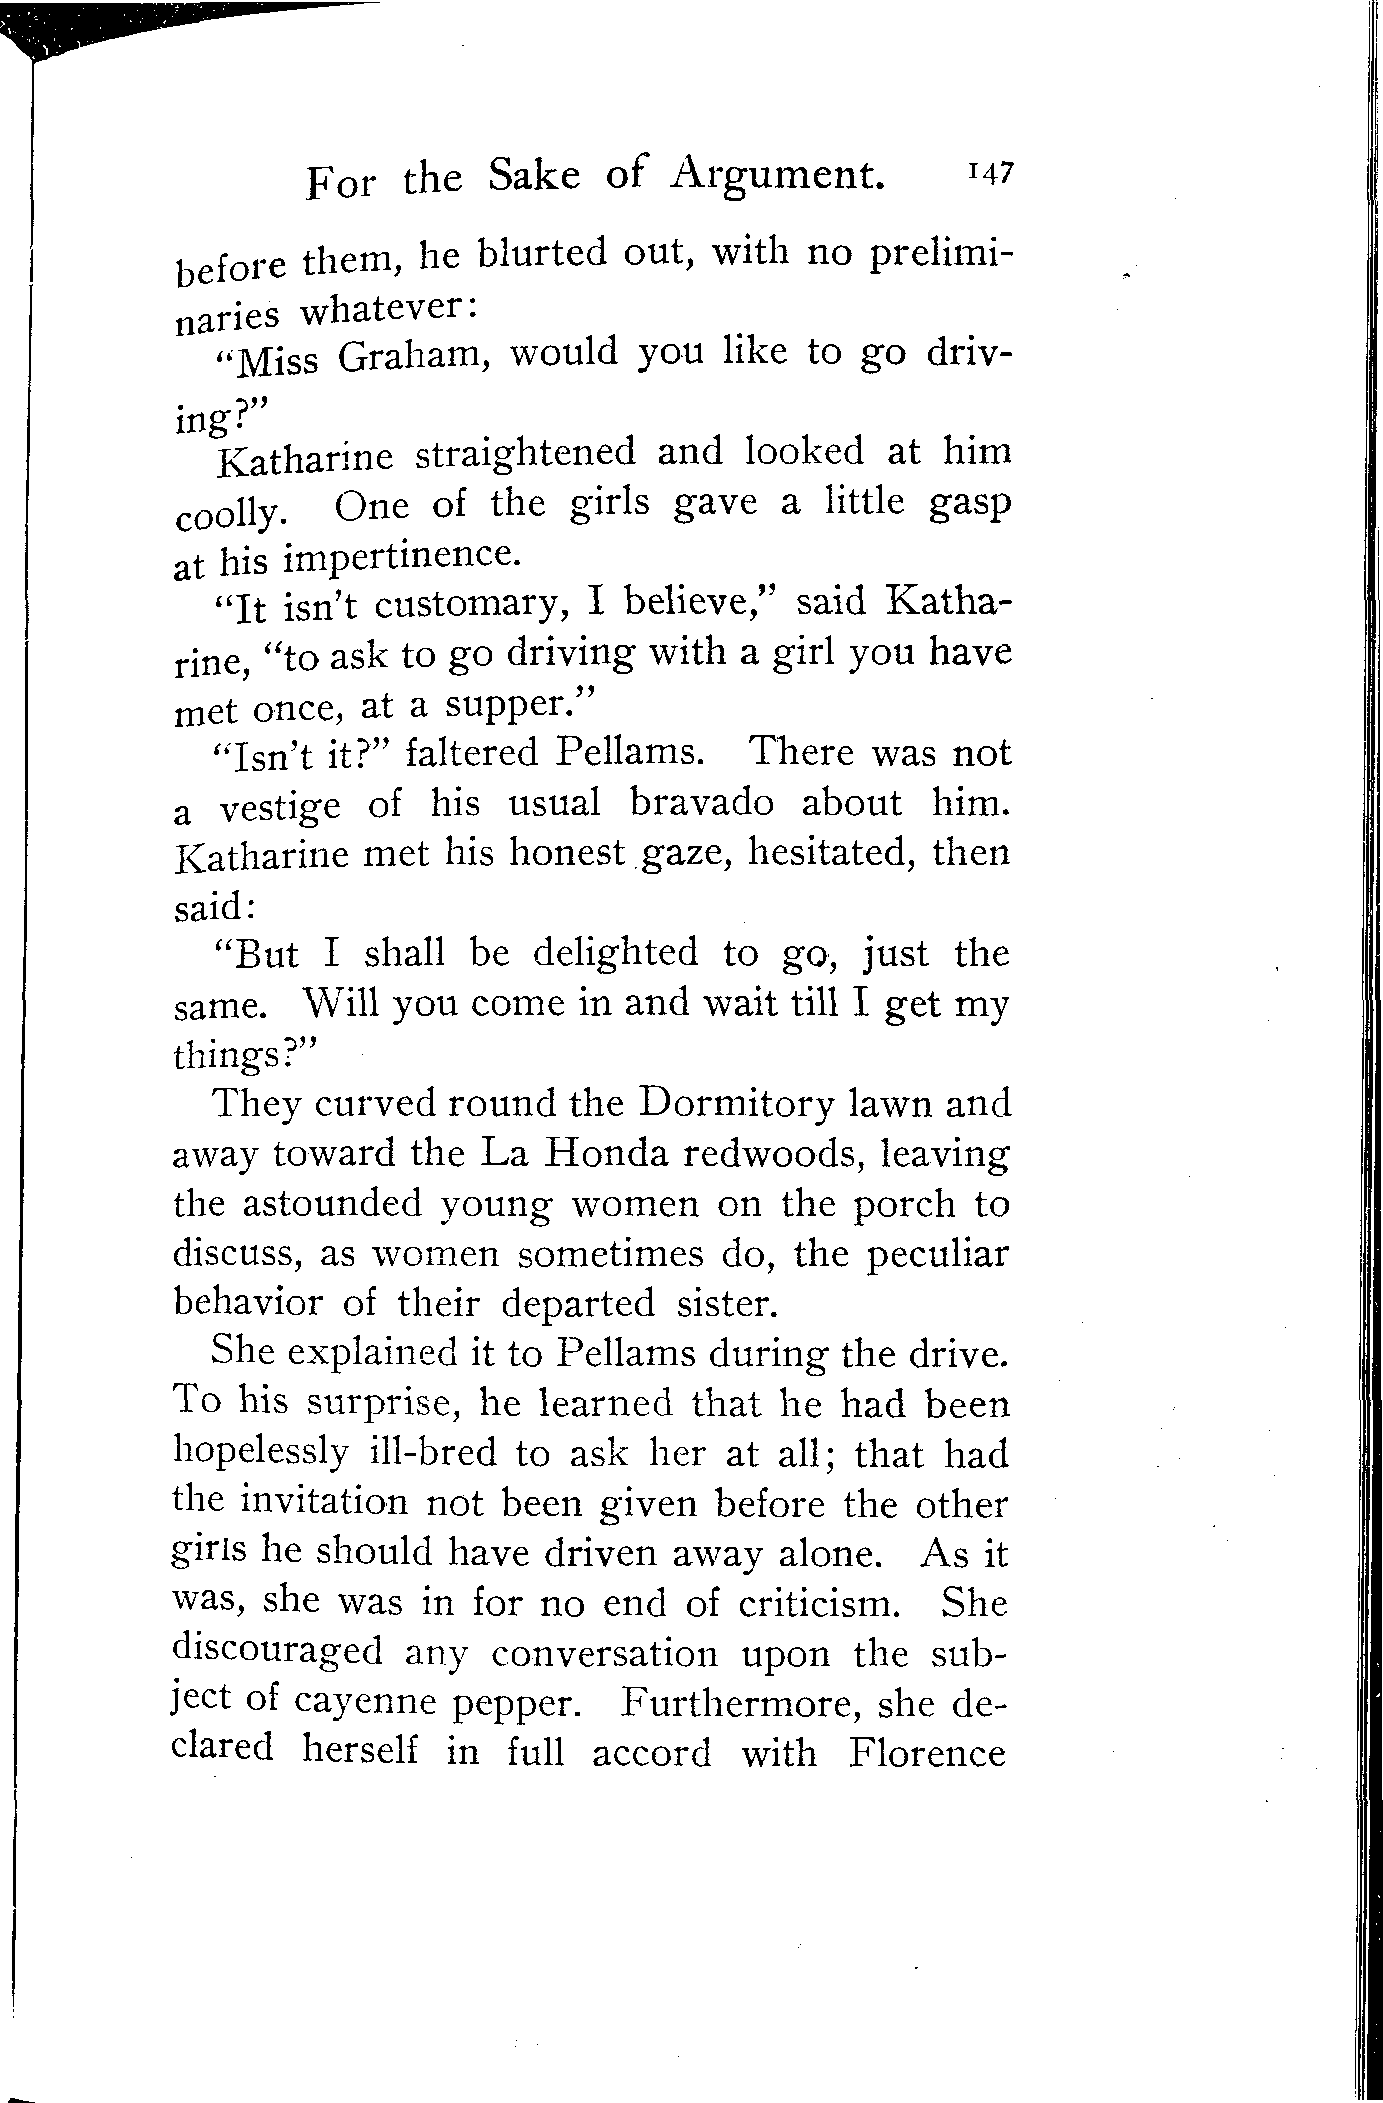 For the Sake of Argument. 147
before them, he blurted out, with no prelimi-
naries whatever:
“Miss Graham, would you like to go driv-
ing?”
Katharine straightened and looked at him
coolly. One of the girls gave a little gasp
at his impertinence.
“It isn’t customary, I believe,” said Katha-
rine, “to ask to go driving with a girl you have
met once, at a supper.”
“Isn’t it?” faltered Pellams. There was not
a vestige of his usual bravado about him.
Katharine met his honest gaze, hesitated, then
said:
“But I shall be delighted to go, just the
same. Will you come in and wait till I get my
things?”
They curved round the Dormitory lawn and
away toward the La Honda redwoods, leaving
the astounded young women on the porch to
discuss, as women sometimes do, the peculiar
behavior of their departed sister.
She explained it to Pellams during the drive.
To his surprise, he learned that he had been
hopelessly ill-bred to ask her at all; that had
the invitation not been given before the other
girls he should have driven away alone. As it
was, she was in for no end of criticism. She
discouraged any conversation upon the sub-
ject of cayenne pepper. Furthermore, she de-
clared herself in full accord with Florence